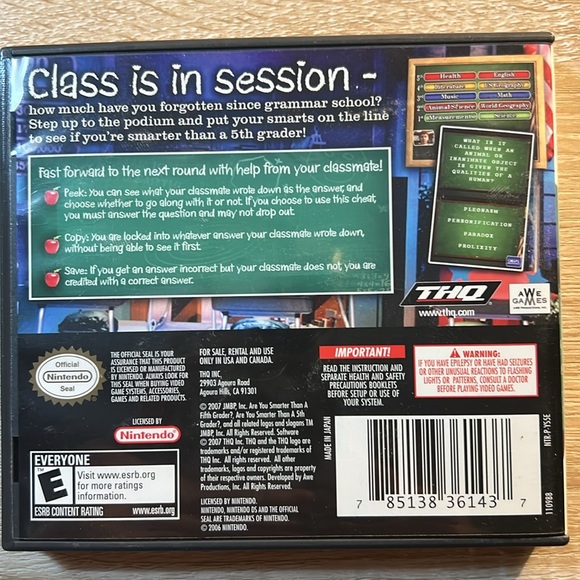 Class is in session -
how much have you forgotten since grammar school?
Step up to the podium and put your smarts on the line
to see if you're smarter than a 5th grader!
Fast forward to the next round with help from your classmate!
Peek: You can see what your classmate wrote down as the answer, and
choose whether to go along with it or not. If you choose to use this cheat,
you must answer the question and may not drop out.
Copy: You are locked into whatever answer your classmate wrote down,
without being able to see it first.
Save: If you get an answer incorrect but your classmate does not, you are
credited with a correct answer.
Health English
Literature US Geography
Music Math
Animal Science World Geography
Measurements Science
WHAT IS IT
CALLED WHEN AN
ANIMAL OR
INANIMATE OBJECT
IS GIVEN THE
QUALITIES OF A
HUMAN?
PLEONASM
PERSONIFICATION
PARADOX
PROLIXITY
THQ
www.thq.com
AWE
GAMES
Official
Nintendo
Seal
THE OFFICIAL SEAL IS YOUR
ASSURANCE THAT THIS PRODUCT
IS LICENSED OR MANUFACTURED
BY NINTENDO. ALWAYS LOOK FOR
THIS SEAL WHEN BUYING VIDEO
GAME SYSTEMS, ACCESSORIES,
GAMES AND RELATED PRODUCTS.
LICENSED BY
Nintendo
EVERYONE
E
Visit www.esrb.org
for more ratings
information.
ESRB CONTENT RATING www.esrb.org
FOR SALE, RENTAL AND USE
ONLY IN USA AND CANADA.
THQ INC.
29903 Agoura Road
Agoura Hills, CA 91301
© 2007 JMBP, Inc. Are You Smarter Than A
Fifth Grader?, Are You Smarter Than A 5th
Grader?, and all related logos and slogans TM
JMBP, Inc. All Rights Reserved. Software
© 2007 THQ Inc. THQ and the THQ logo are
trademarks and/or registered trademarks of
THQ Inc. All rights reserved. All other
trademarks, logos and copyrights are property
of their respective owners. Developed by Awe
Productions, Inc. All Rights Reserved.
LICENSED BY NINTENDO.
NINTENDO, NINTENDO DS AND THE OFFICIAL
SEAL ARE TRADEMARKS OF NINTENDO.
© 2006 NINTENDO.
IMPORTANT!
READ THE INSTRUCTION AND
SEPARATE HEALTH AND SAFETY
PRECAUTIONS BOOKLETS
BEFORE SETUP OR USE OF
YOUR SYSTEM.
WARNING:
IF YOU HAVE EPILEPSY OR HAVE HAD SEIZURES
OR OTHER UNUSUAL REACTIONS TO FLASHING
LIGHTS OR PATTERNS, CONSULT A DOCTOR
BEFORE PLAYING VIDEO GAMES.
MADE IN JAPAN
7 85138 36143 7
NTR-P-Y5SE
110988